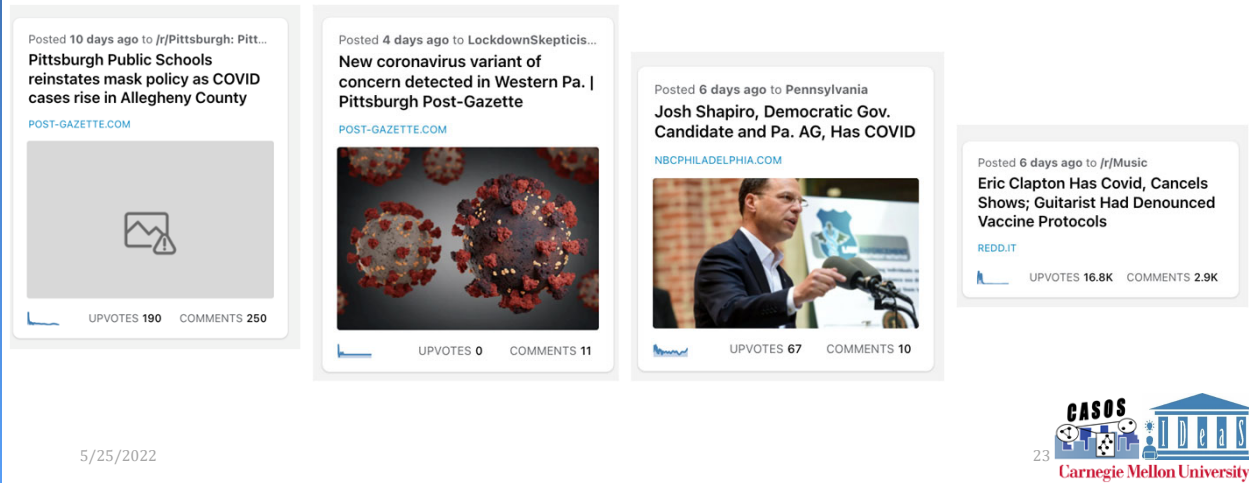 Posted 10 days ago to /r/Pittsburgh: Pitt...
Pittsburgh Public Schools
reinstates mask policy as COVID
cases rise in Allegheny County
POST-GAZETTE.COM
UPVOTES 190 COMMENTS 250
Posted 4 days ago to LockdownSkepticis...
New coronavirus variant of
concern detected in Western Pa. |
Pittsburgh Post-Gazette
POST-GAZETTE.COM
UPVOTES 0 COMMENTS 11
Posted 6 days ago to Pennsylvania
Josh Shapiro, Democratic Gov.
Candidate and Pa. AG, Has COVID
NBCPHILADELPHIA.COM
UPVOTES 67 COMMENTS 10
Posted 6 days ago to /r/Music
Eric Clapton Has Covid, Cancels
Shows; Guitarist Had Denounced
Vaccine Protocols
REDD.IT
UPVOTES 16.8K COMMENTS 2.9K
5/25/2022
23
CASOS
IDeaS
Carnegie Mellon University